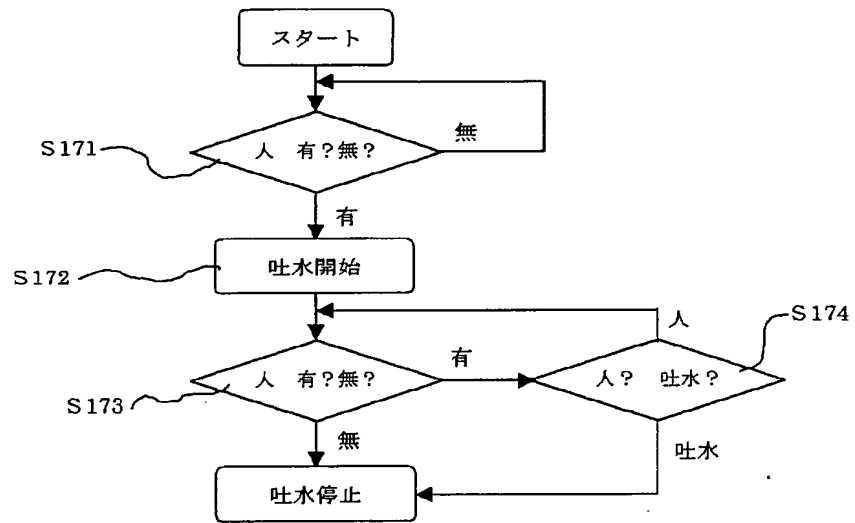 スタート
S171
人 有?無?
無
有
S172
吐水開始
人
S174
S173
人 有?無?
有
人? 吐水?
無
吐水
吐水停止